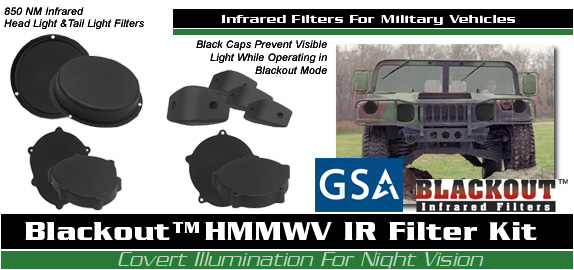 850 NM Infrared
Head Light &Tail Light Filters
Infrared Filters For Military Vehicles
Black Caps Prevent Visible
Light While Operating in
Blackout Mode
GSA
BLACKOUT™
Infrared Filters
Blackout™HMMWV IR Filter Kit
Covert Illumination For Night Vision